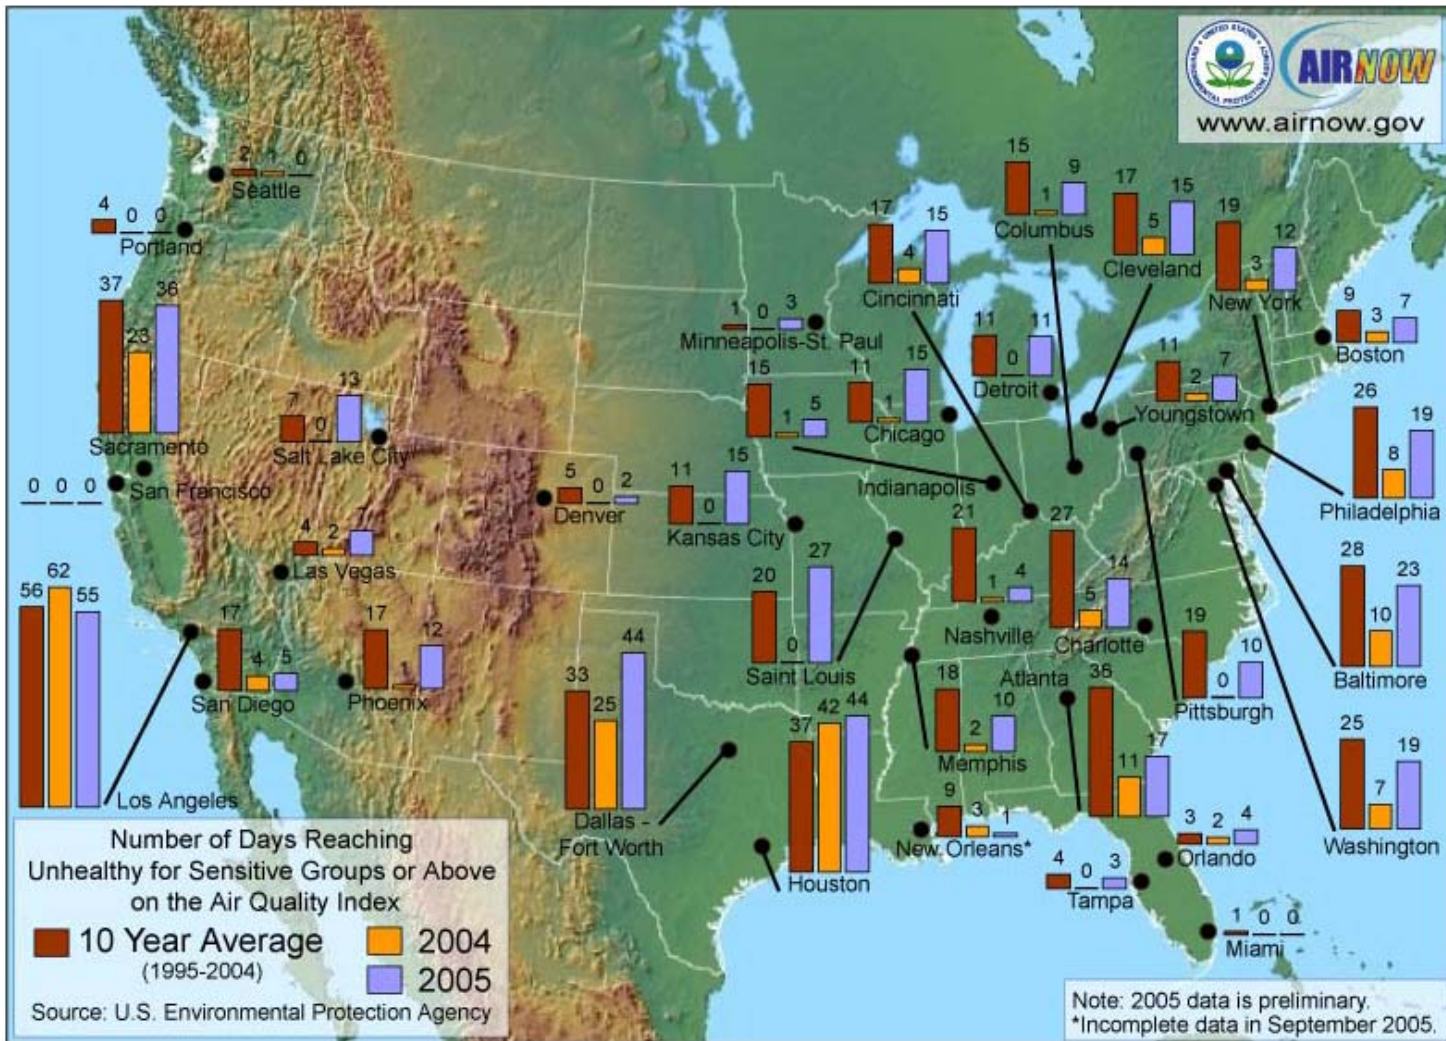 UNITED STATES
ENVIRONMENTAL PROTECTION AGENCY
AIRNOW
www.airnow.gov
2 1 0
Seattle
4 0 0
Portland
37 23 36
Sacramento
7 0 13
Salt Lake City
0 0 0
San Francisco
4 2 7
Las Vegas
56 62 55
Los Angeles
17 4 5
San Diego
17 1 12
Phoenix
5 0 2
Denver
33 25 44
Dallas -
Fort Worth
37 42 44
Houston
11 0 15
Kansas City
20 0 27
Saint Louis
1 0 3
Minneapolis-St. Paul
15 1 5
Indianapolis
11 1 15
Chicago
17 4 15
Cincinnati
11 0 11
Detroit
15 1 9
Columbus
17 5 15
Cleveland
19 3 12
New York
9 3 7
Boston
11 2 7
Youngstown
26 8 19
Philadelphia
28 10 23
Baltimore
25 7 19
Washington
19 0 10
Pittsburgh
21 1 4
Nashville
27 5 14
Charlotte
18 2 10
Memphis
Atlanta
36 11 17
9 3 1
New Orleans*
3 2 4
Orlando
4 0 3
Tampa
1 0 0
Miami
Number of Days Reaching
Unhealthy for Sensitive Groups or Above
on the Air Quality Index
10 Year Average
(1995-2004)
2004
2005
Source: U.S. Environmental Protection Agency
Note: 2005 data is preliminary.
*Incomplete data in September 2005.